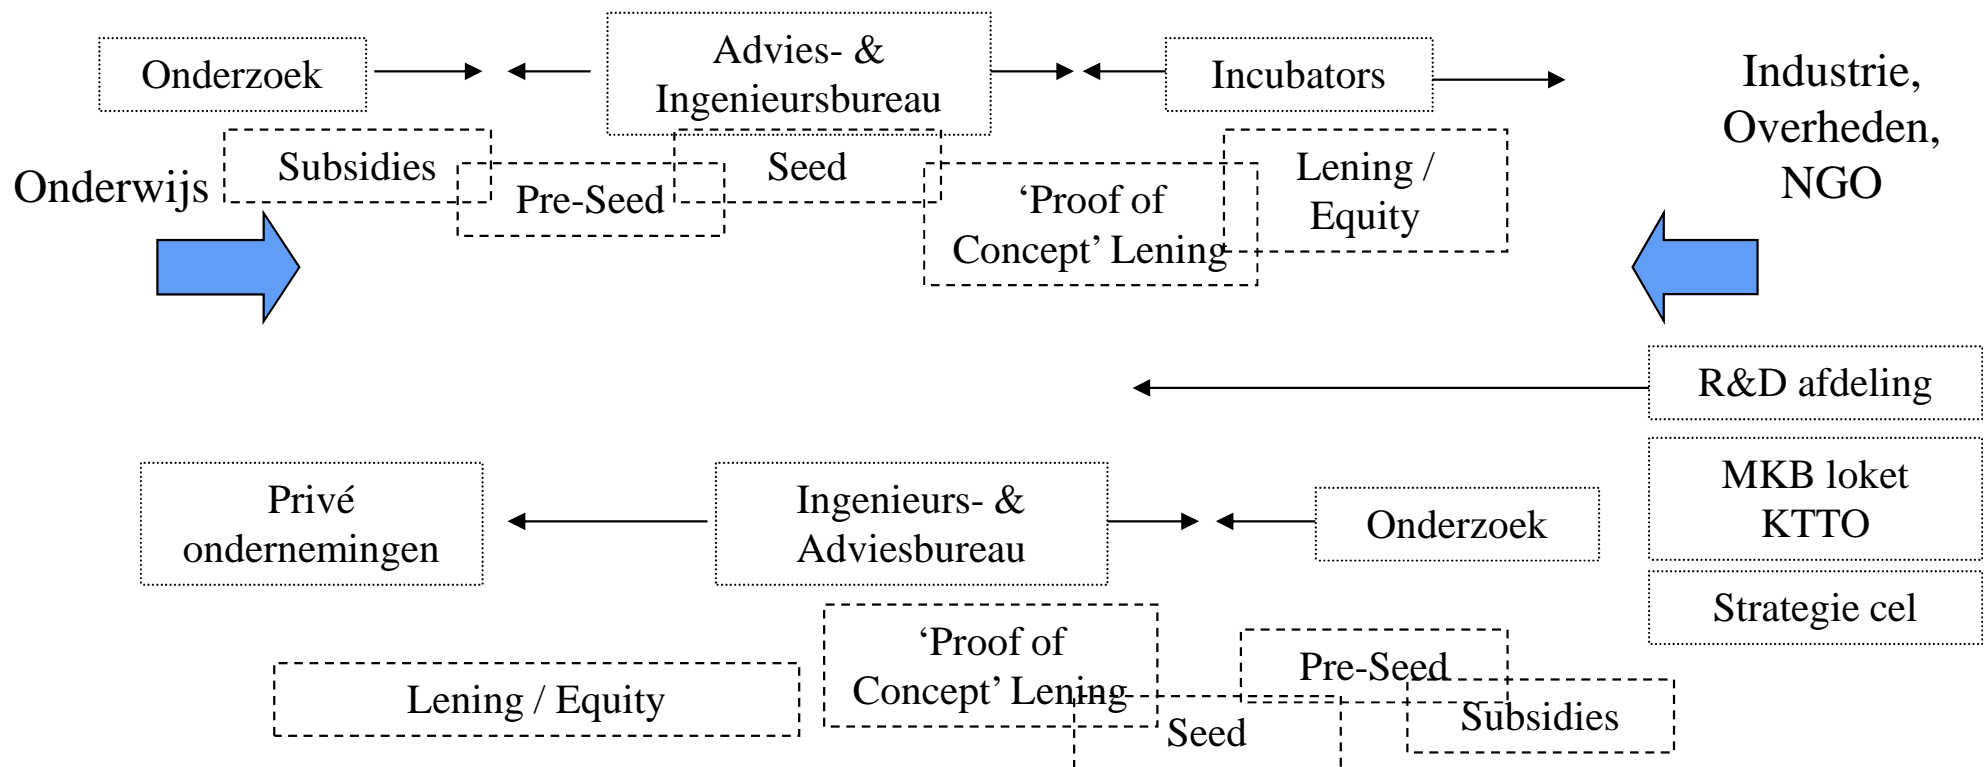 Onderzoek
Advies- &
Ingenieursbureau
Incubators
Industrie,
Overheden,
NGO
Onderwijs
Subsidies
Pre-Seed
Seed
‘Proof of
Concept’ Lening
Lening /
Equity
R&D afdeling
MKB loket
KTTO
Strategie cel
Privé
ondernemingen
Ingenieurs- &
Adviesbureau
Onderzoek
Lening / Equity
‘Proof of
Concept’ Lening
Seed
Pre-Seed
Subsidies